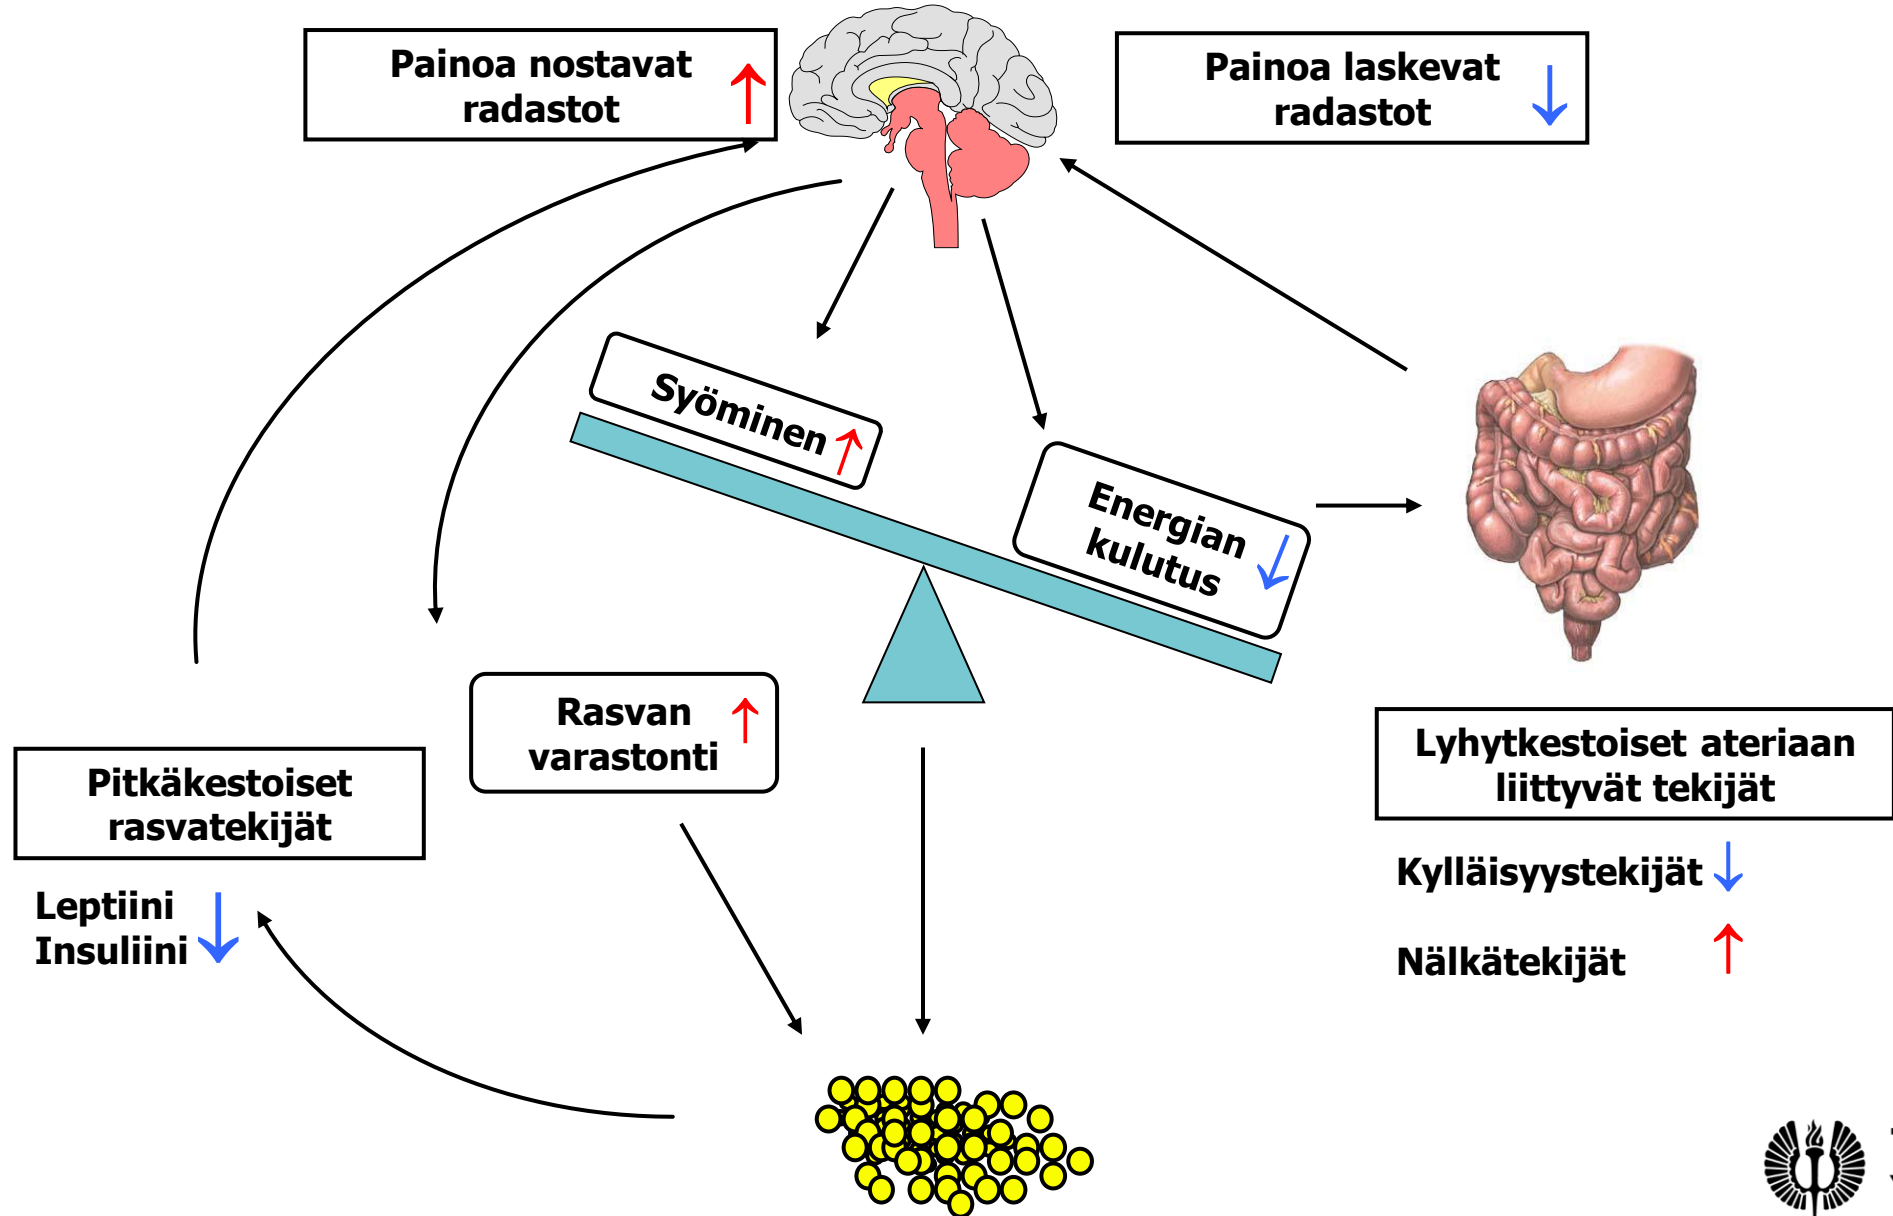 Painoa nostavat
radastot
Painoa laskevat
radastot
Syöminen
Energian
kulutus
Rasvan
varastonti
Pitkäkestoiset
rasvatekijät
Leptiini
Insuliini
Lyhytkestoiset ateriaan
liittyvät tekijät
Kylläisyystekijät
Nälkätekijät